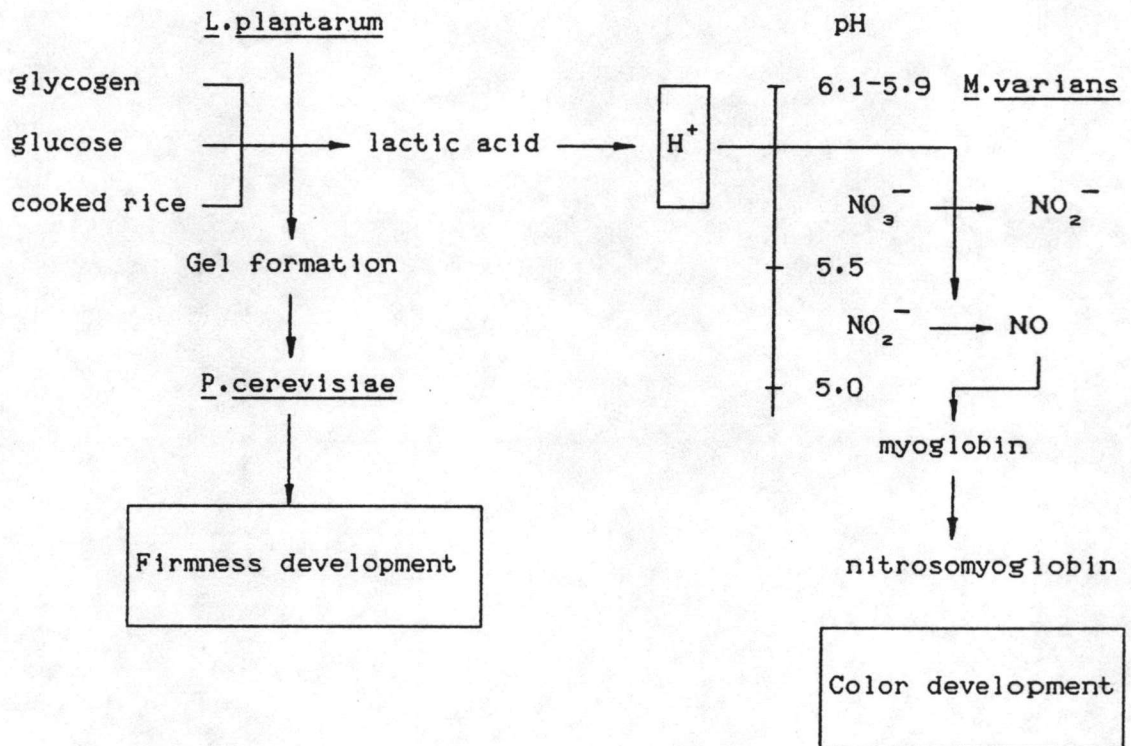 L.plantarum
pH
glycogen
6.1-5.9 M.varians
glucose
lactic acid
H⁺
cooked rice
NO₃⁻
NO₂⁻
Gel formation
5.5
NO₂⁻
NO
P.cerevisiae
5.0
myoglobin
Firmness development
nitrosomyoglobin
Color development